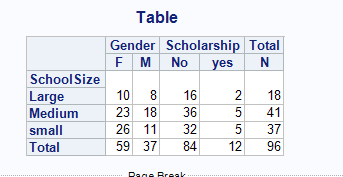 Table
Gender Scholarship Total
F M No yes N
SchoolSize
Large 10 8 16 2 18
Medium 23 18 36 5 41
small 26 11 32 5 37
Total 59 37 84 12 96
Page Break